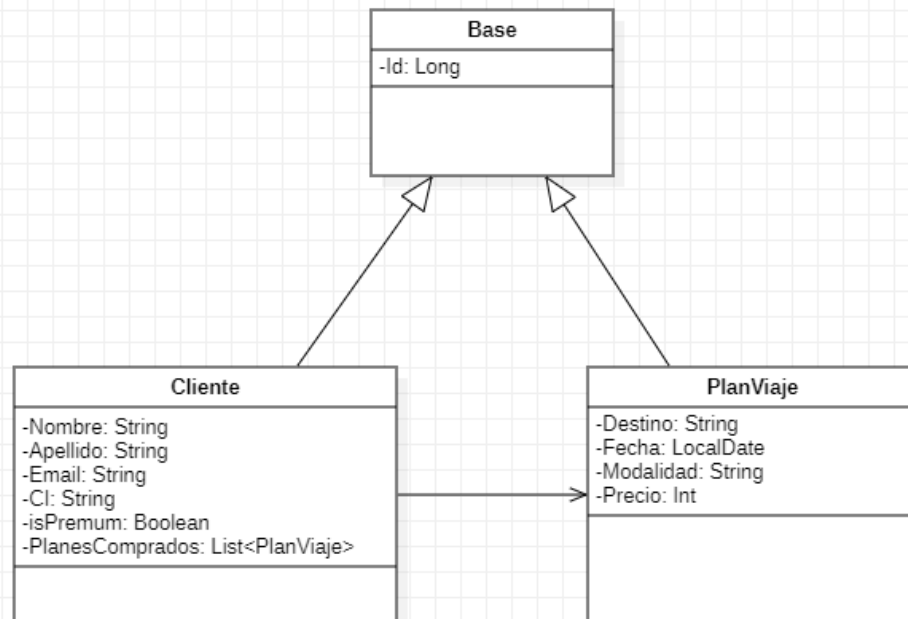 Base
-Id: Long
Cliente
-Nombre: String
-Apellido: String
-Email: String
-CI: String
-isPremum: Boolean
-PlanesComprados: List<PlanViaje>
PlanViaje
-Destino: String
-Fecha: LocalDate
-Modalidad: String
-Precio: Int